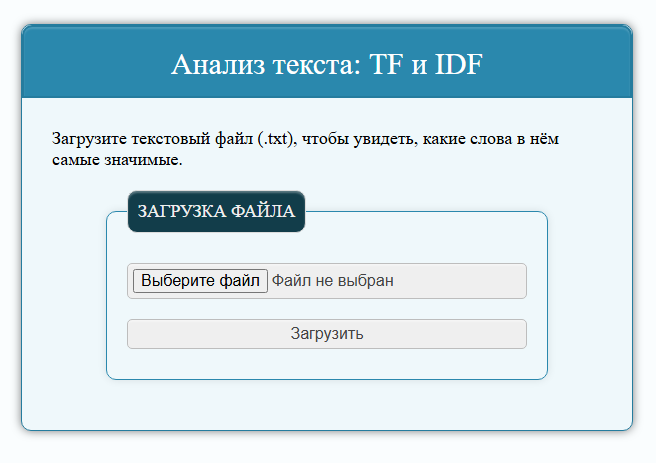 Анализ текста: TF и IDF
Загрузите текстовый файл (.txt), чтобы увидеть, какие слова в нём
самые значимые.
ЗАГРУЗКА ФАЙЛА
Выберите файл Файл не выбран
Загрузить